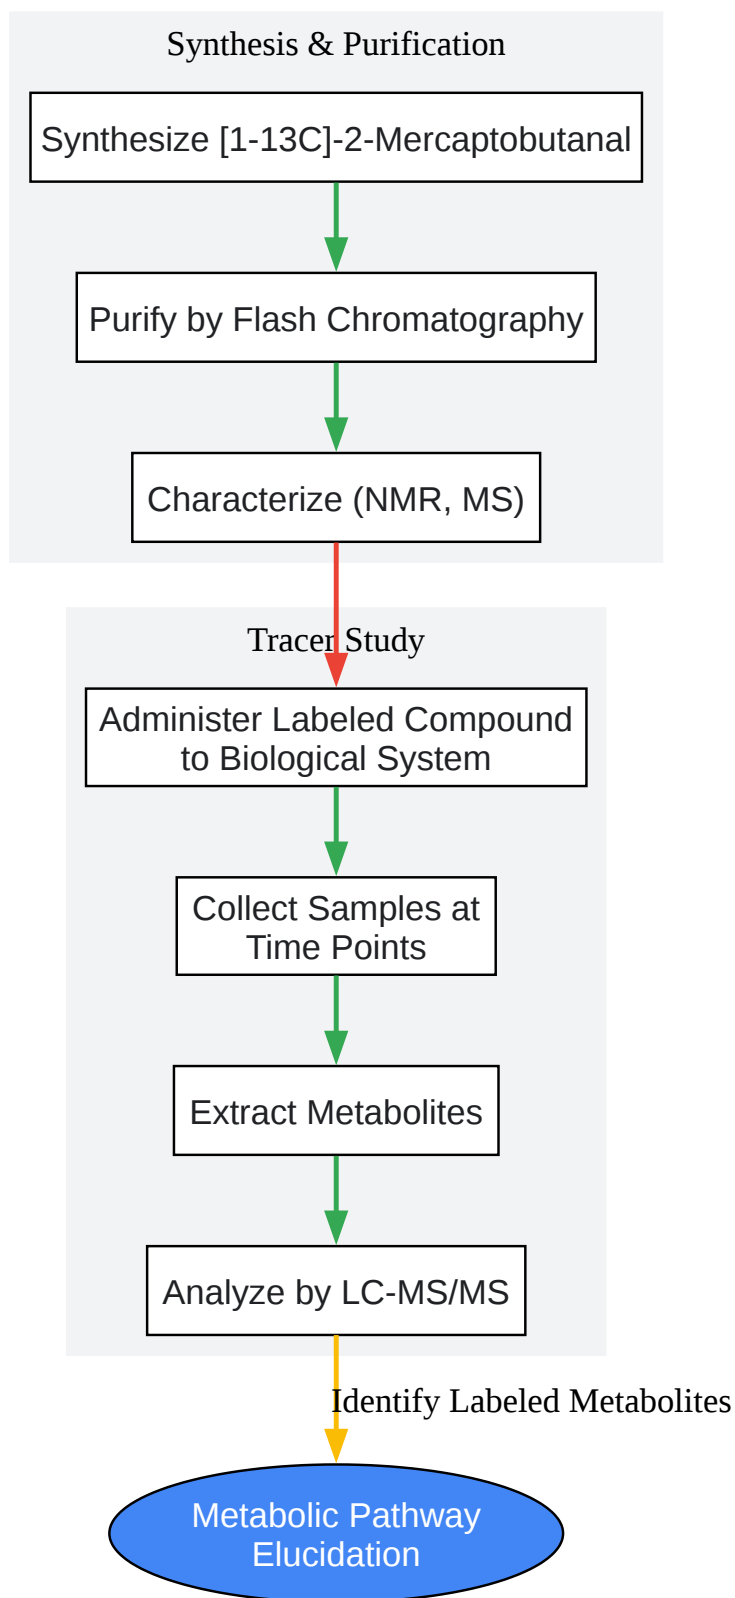 Synthesis & Purification
Synthesize [1-13C]-2-Mercaptobutanal
Purify by Flash Chromatography
Characterize (NMR, MS)
Tracer Study
Administer Labeled Compound
to Biological System
Collect Samples at
Time Points
Extract Metabolites
Analyze by LC-MS/MS
Identify Labeled Metabolites
Metabolic Pathway
Elucidation